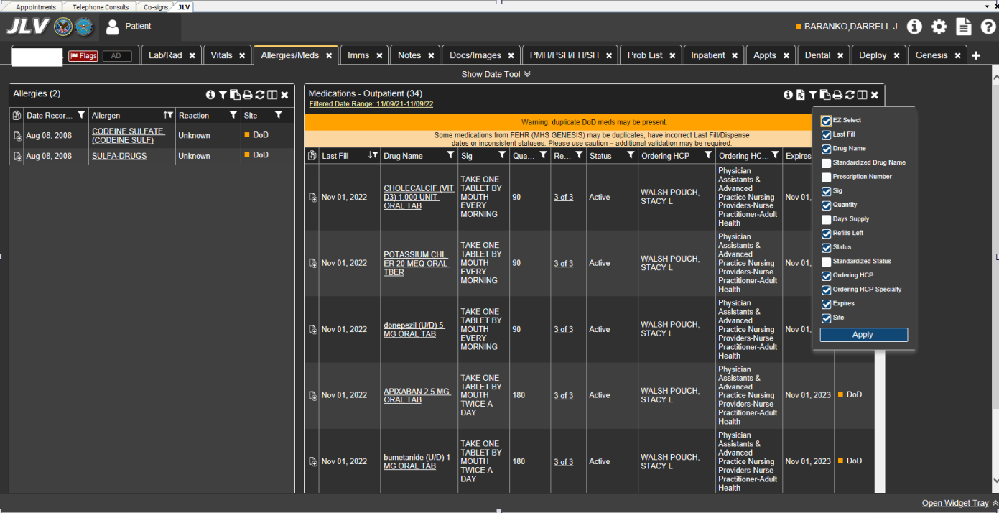 Appointments Telephone Consults Co-signs JLV
JLV Patient BARANKO,DARRELL J
Flags AD Lab/Rad Vitals Allergies/Meds Imms Notes Docs/Images PMH/PSH/FH/SH Prob List Inpatient Appts Dental Deploy Genesis
Show Date Tool
Allergies (2)
Date Recor... Allergen Reaction Site
Aug 08, 2008 CODEINE SULFATE (CODEINE SULF) Unknown DoD
Aug 08, 2008 SULFA-DRUGS Unknown DoD
Medications - Outpatient (34)
Filtered Date Range: 11/09/21-11/09/22
Warning: duplicate DoD meds may be present.
Some medications from FEHR (MHS GENESIS) may be duplicates, have incorrect Last Fill/Dispense
dates or inconsistent statuses. Please use caution – additional validation may be required.
Last Fill Drug Name Sig Qua... Re... Status Ordering HCP Ordering HC... Expires
Nov 01, 2022 CHOLECALCIF (VIT D3) 1,000 UNIT ORAL TAB TAKE ONE TABLET BY MOUTH EVERY MORNING 90 3 of 3 Active WALSH POUCH, STACY L Physician Assistants & Advanced Practice Nursing Providers-Nurse Practitioner-Adult Health Nov 01,
Nov 01, 2022 POTASSIUM CHL ER 20 MEQ ORAL TBER TAKE ONE TABLET BY MOUTH EVERY MORNING 90 3 of 3 Active WALSH POUCH, STACY L Physician Assistants & Advanced Practice Nursing Providers-Nurse Practitioner-Adult Health Nov 01,
Nov 01, 2022 donepezil (U/D) 5 MG ORAL TAB TAKE ONE TABLET BY MOUTH EVERY MORNING 90 3 of 3 Active WALSH POUCH, STACY L Physician Assistants & Advanced Practice Nursing Providers-Nurse Practitioner-Adult Health Nov 01,
Nov 01, 2022 APIXABAN 2.5 MG ORAL TAB TAKE ONE TABLET BY MOUTH TWICE A DAY 180 3 of 3 Active WALSH POUCH, STACY L Physician Assistants & Advanced Practice Nursing Providers-Nurse Practitioner-Adult Health Nov 01, 2023 DoD
Nov 01, 2022 bumetanide (U/D) 1 MG ORAL TAB TAKE ONE TABLET BY MOUTH TWICE A DAY 180 3 of 3 Active WALSH POUCH, STACY L Physician Assistants & Advanced Practice Nursing Providers-Nurse Practitioner-Adult Health Nov 01, 2023 DoD
EZ Select
Last Fill
Drug Name
Standardized Drug Name
Prescription Number
Sig
Quantity
Days Supply
Refills Left
Status
Standardized Status
Ordering HCP
Ordering HCP Specialty
Expires
Site
Apply
Open Widget Tray